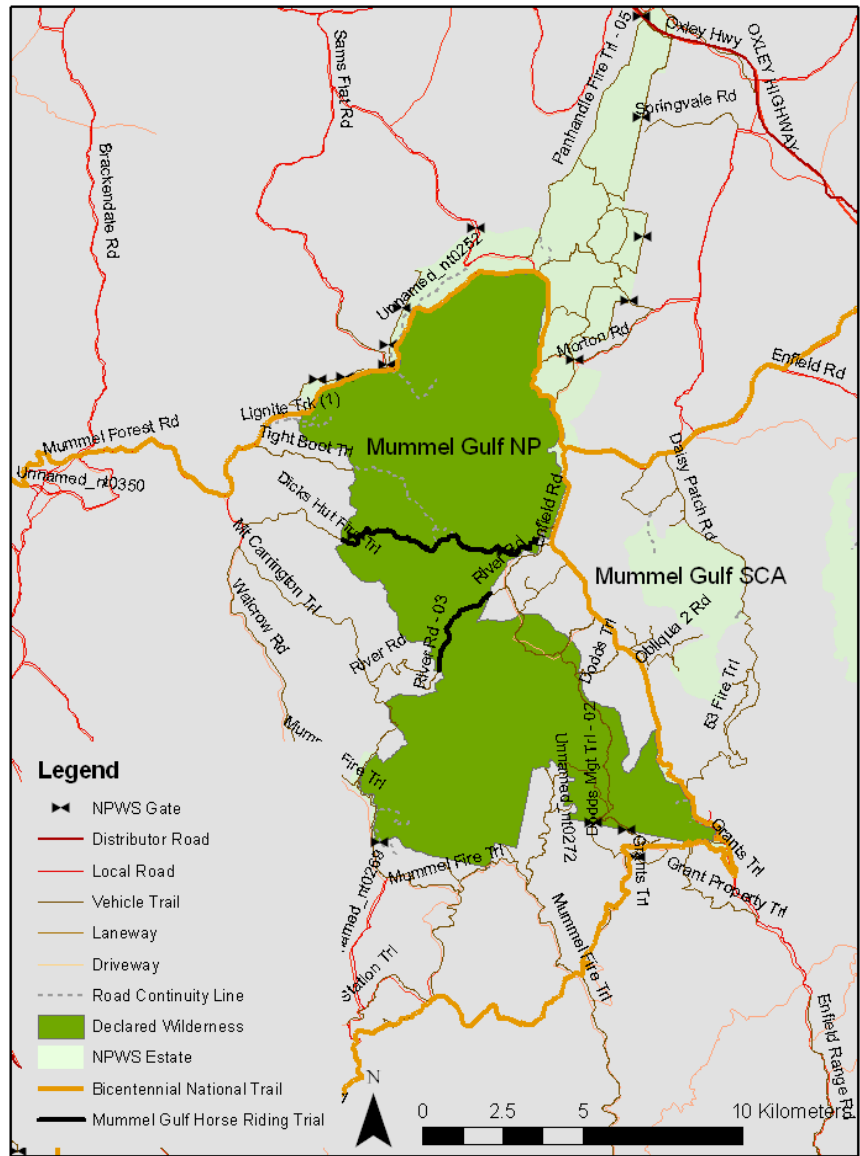 Oxley Hwy
OXLEY HIGHWAY
Panhandle Fire Trl - 05
Sams Flat Rd
Springvale Rd
Brackendale Rd
Unnamed_nt0252
Morton Rd
Enfield Rd
Lignite Trk (1)
Mummel Forest Rd
Tight Boot Trl
Mummel Gulf NP
Unnamed_nt0350
Dicks Hut Fire Trl
Enfield Rd
Daisy Patch Rd
River Rd
Mt Carrington Trl
Mummel Gulf SCA
Walcrow Rd
River Rd
River Rd - 03
Dodds Trl
Obliqua 2 Rd
53 Fire Trl
Fire Trl
Unnamed_nt0272
Dodds Mgt Trl - 02
Grants Trl
Grants Trl
Grant Property Trl
Mummel Fire Trl
Mummel Fire Trl
Station Trl
Enfield Range Rd
Legend
NPWS Gate
Distributor Road
Local Road
Vehicle Trail
Laneway
Driveway
Road Continuity Line
Declared Wilderness
NPWS Estate
Bicentennial National Trail
Mummel Gulf Horse Riding Trial
N
0 2.5 5 10 Kilometers